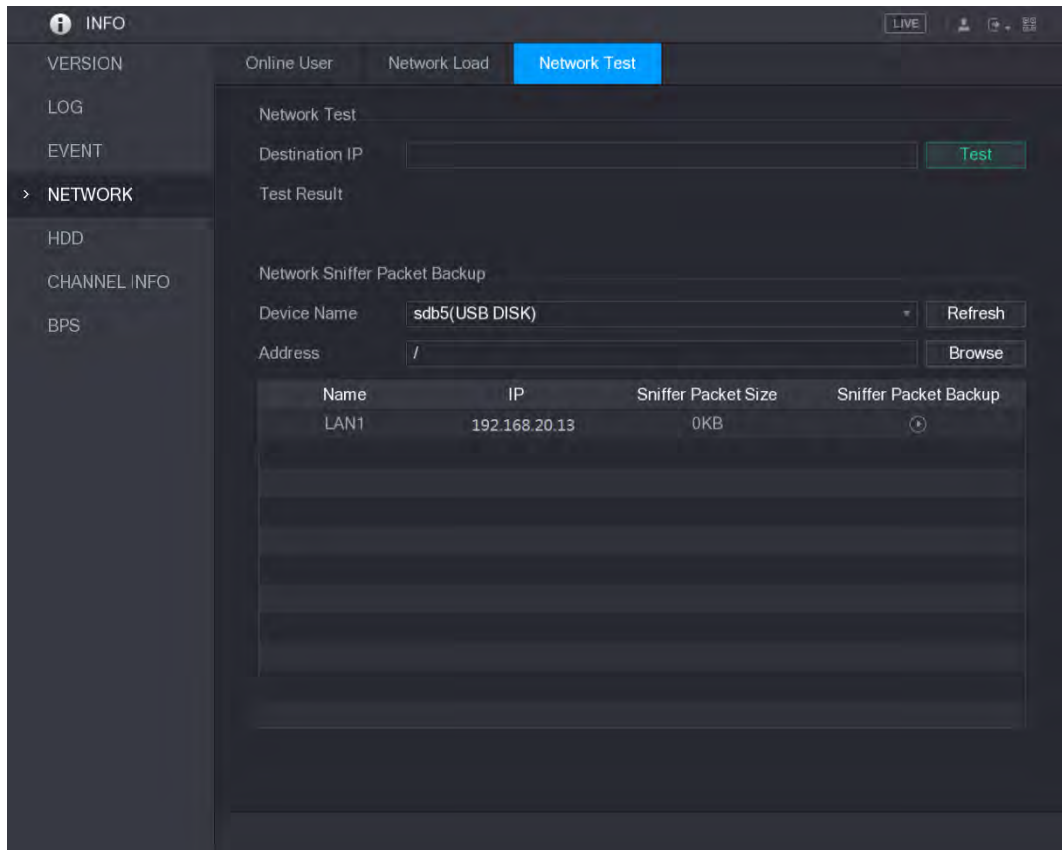 INFO
LIVE
VERSION
LOG
EVENT
NETWORK
HDD
CHANNEL INFO
BPS
Online User Network Load Network Test
Network Test
Destination IP Test
Test Result
Network Sniffer Packet Backup
Device Name sdb5(USB DISK) Refresh
Address / Browse
Name IP Sniffer Packet Size Sniffer Packet Backup
LAN1 192.168.20.13 0KB